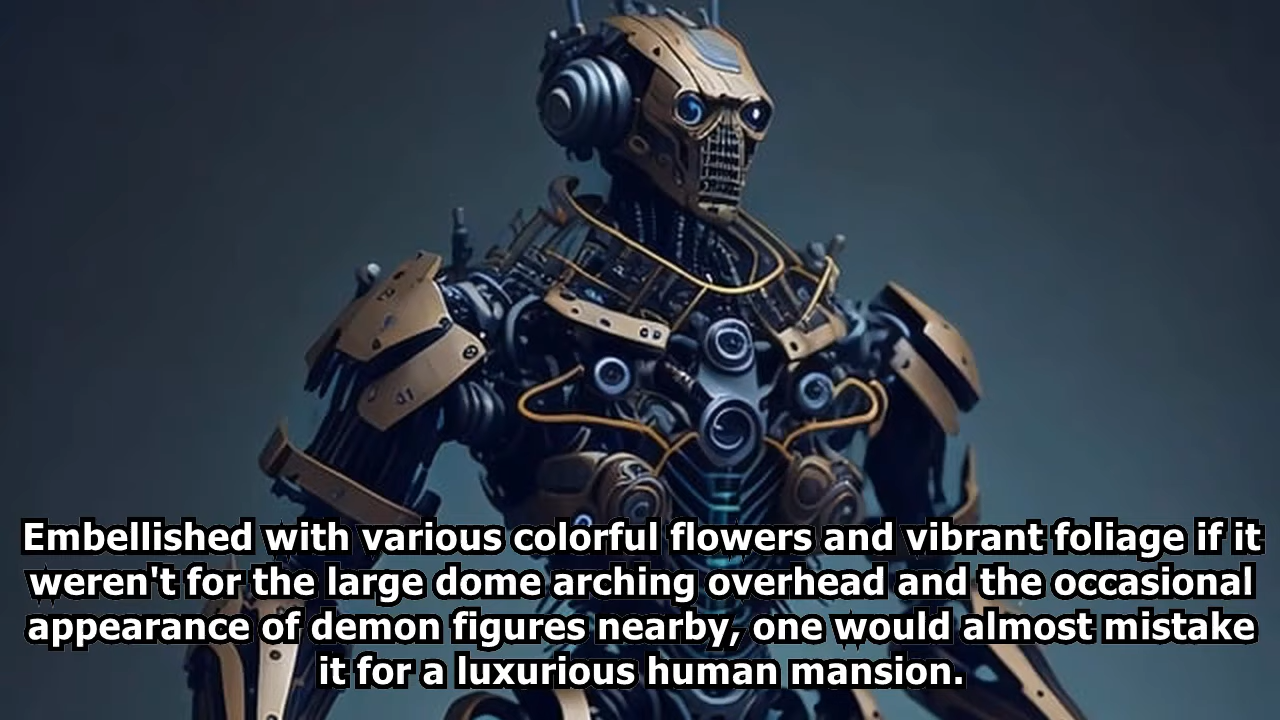 Embellished with various colorful flowers and vibrant foliage if it
weren't for the large dome arching overhead and the occasional
appearance of demon figures nearby, one would almost mistake
it for a luxurious human mansion.